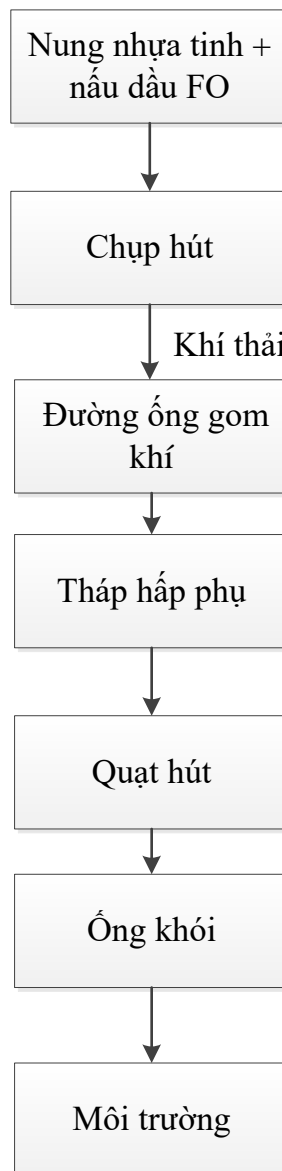 Nung nhựa tinh +
nấu dầu FO
Chụp hút
Khí thải
Đường ống gom
khí
Tháp hấp phụ
Quạt hút
Ống khói
Môi trường